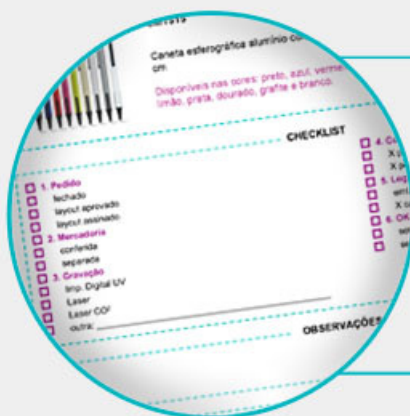 Caneta esferográfica alumínio
cm
Disponíveis nas cores: preto, azul,
limão, prata, dourado, grafite e branco.
CHECKLIST
1. Pedido
fechado
layout aprovado
layout assinado
2. Mercadoria
conferida
separada
3. Gravação
Imp. Digital UV
Laser
Laser CO²
outra:
4.
X
X
5.
X
6.
OBSERVAÇÕES